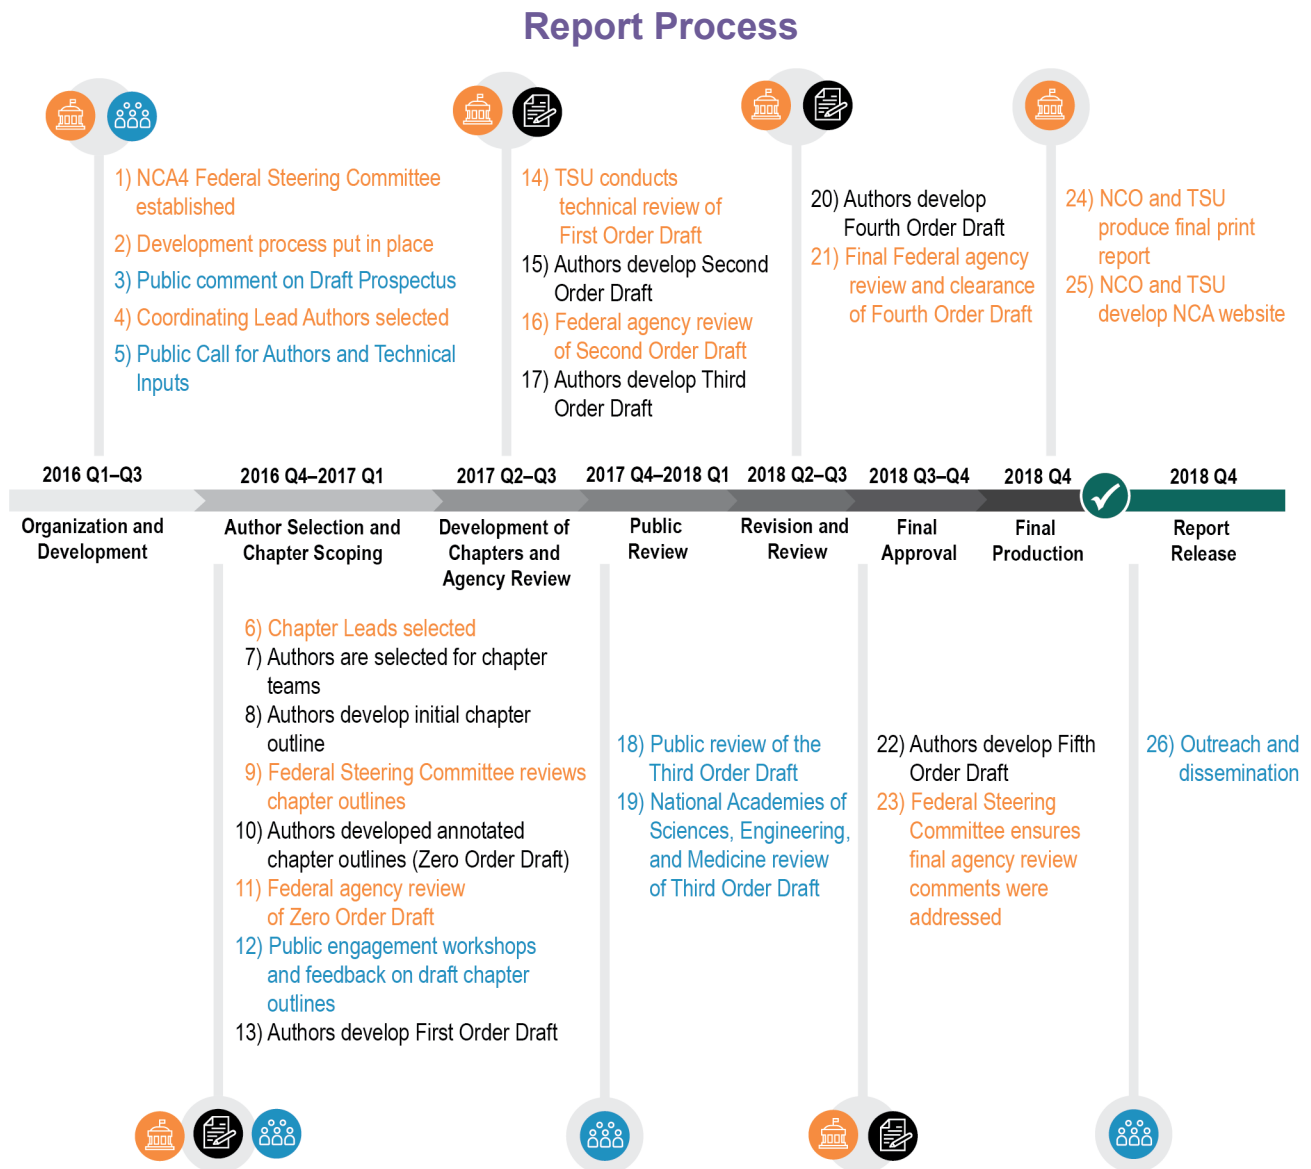 Report Process
1) NCA4 Federal Steering Committee
established
2) Development process put in place
3) Public comment on Draft Prospectus
4) Coordinating Lead Authors selected
5) Public Call for Authors and Technical
Inputs
14) TSU conducts
technical review of
First Order Draft
15) Authors develop Second
Order Draft
16) Federal agency review
of Second Order Draft
17) Authors develop Third
Order Draft
20) Authors develop
Fourth Order Draft
21) Final Federal agency
review and clearance
of Fourth Order Draft
24) NCO and TSU
produce final print
report
25) NCO and TSU
develop NCA website
2016 Q1–Q3
2016 Q4–2017 Q1
2017 Q2–Q3
2017 Q4–2018 Q1
2018 Q2–Q3
2018 Q3–Q4
2018 Q4
2018 Q4
Organization and
Development
Author Selection and
Chapter Scoping
Development of
Chapters and
Agency Review
Public
Review
Revision and
Review
Final
Approval
Final
Production
Report
Release
6) Chapter Leads selected
7) Authors are selected for chapter
teams
8) Authors develop initial chapter
outline
9) Federal Steering Committee reviews
chapter outlines
10) Authors developed annotated
chapter outlines (Zero Order Draft)
11) Federal agency review
of Zero Order Draft
12) Public engagement workshops
and feedback on draft chapter
outlines
13) Authors develop First Order Draft
18) Public review of the
Third Order Draft
19) National Academies of
Sciences, Engineering,
and Medicine review
of Third Order Draft
22) Authors develop Fifth
Order Draft
23) Federal Steering
Committee ensures
final agency review
comments were
addressed
26) Outreach and
dissemination